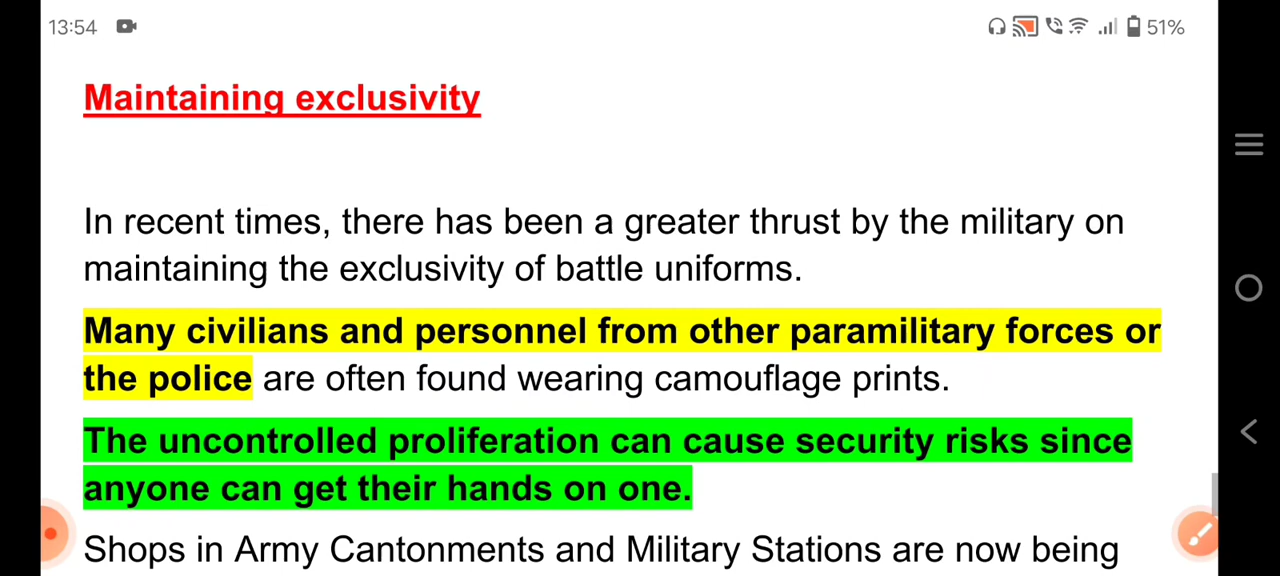 13:54
51%
Maintaining exclusivity
In recent times, there has been a greater thrust by the military on
maintaining the exclusivity of battle uniforms.
Many civilians and personnel from other paramilitary forces or
the police are often found wearing camouflage prints.
The uncontrolled proliferation can cause security risks since
anyone can get their hands on one.
Shops in Army Cantonments and Military Stations are now being